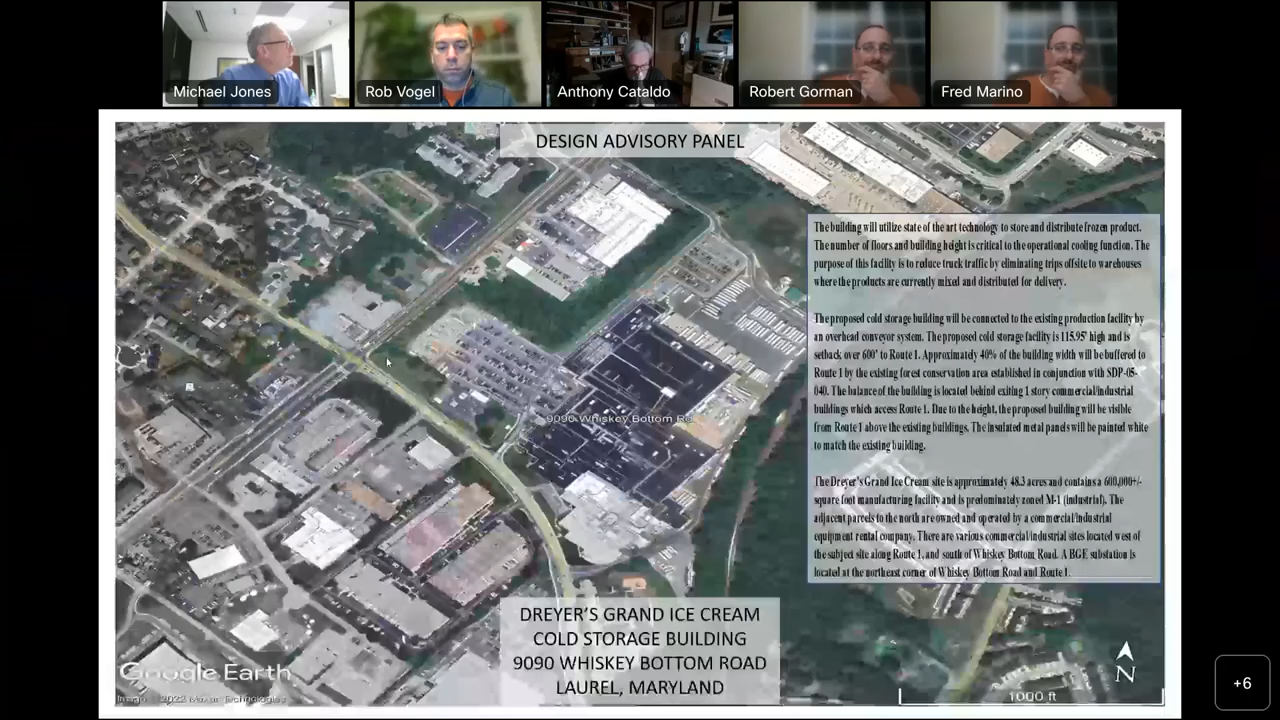 Michael Jones
Rob Vogel
Anthony Cataldo
Robert Gorman
Fred Marino
DESIGN ADVISORY PANEL
The building will utilize state of the art technology to store and distribute frozen product.
The number of floors and building height is critical to the operational cooling function. The
purpose of this facility is to reduce truck traffic by eliminating trips offsite to warehouses
where the products are currently mixed and distributed for delivery.
The proposed cold storage building will be connected to the existing production facility by
an overhead conveyor system. The proposed cold storage facility is 115.95' high and is
setback over 600' to Route 1. Approximately 40% of the building width will be buffered to
Route 1 by the existing forest conservation area established in conjunction with SDP-05-
040. The balance of the building is located behind exiting 1 story commercial/industrial
buildings which access Route 1. Due to the height, the proposed building will be visible
from Route 1 above the existing buildings. The insulated metal panels will be painted white
to match the existing building.
The Dreyer's Grand Ice Cream site is approximately 48.3 acres and contains a 600,000+/-
square foot manufacturing facility and is predominately zoned M-1 (industrial). The
adjacent parcels to the north are owned and operated by a commercial/industrial
equipment rental company. There are various commercial/industrial sites located west of
the subject site along Route 1, and south of Whiskey Bottom Road. A BGE substation is
located at the northeast corner of Whiskey Bottom Road and Route 1.
9090 Whiskey Bottom Rd
DREYER'S GRAND ICE CREAM
COLD STORAGE BUILDING
9090 WHISKEY BOTTOM ROAD
LAUREL, MARYLAND
Google Earth
Image © 2022 Maxar Technologies
N
1000 ft
+6